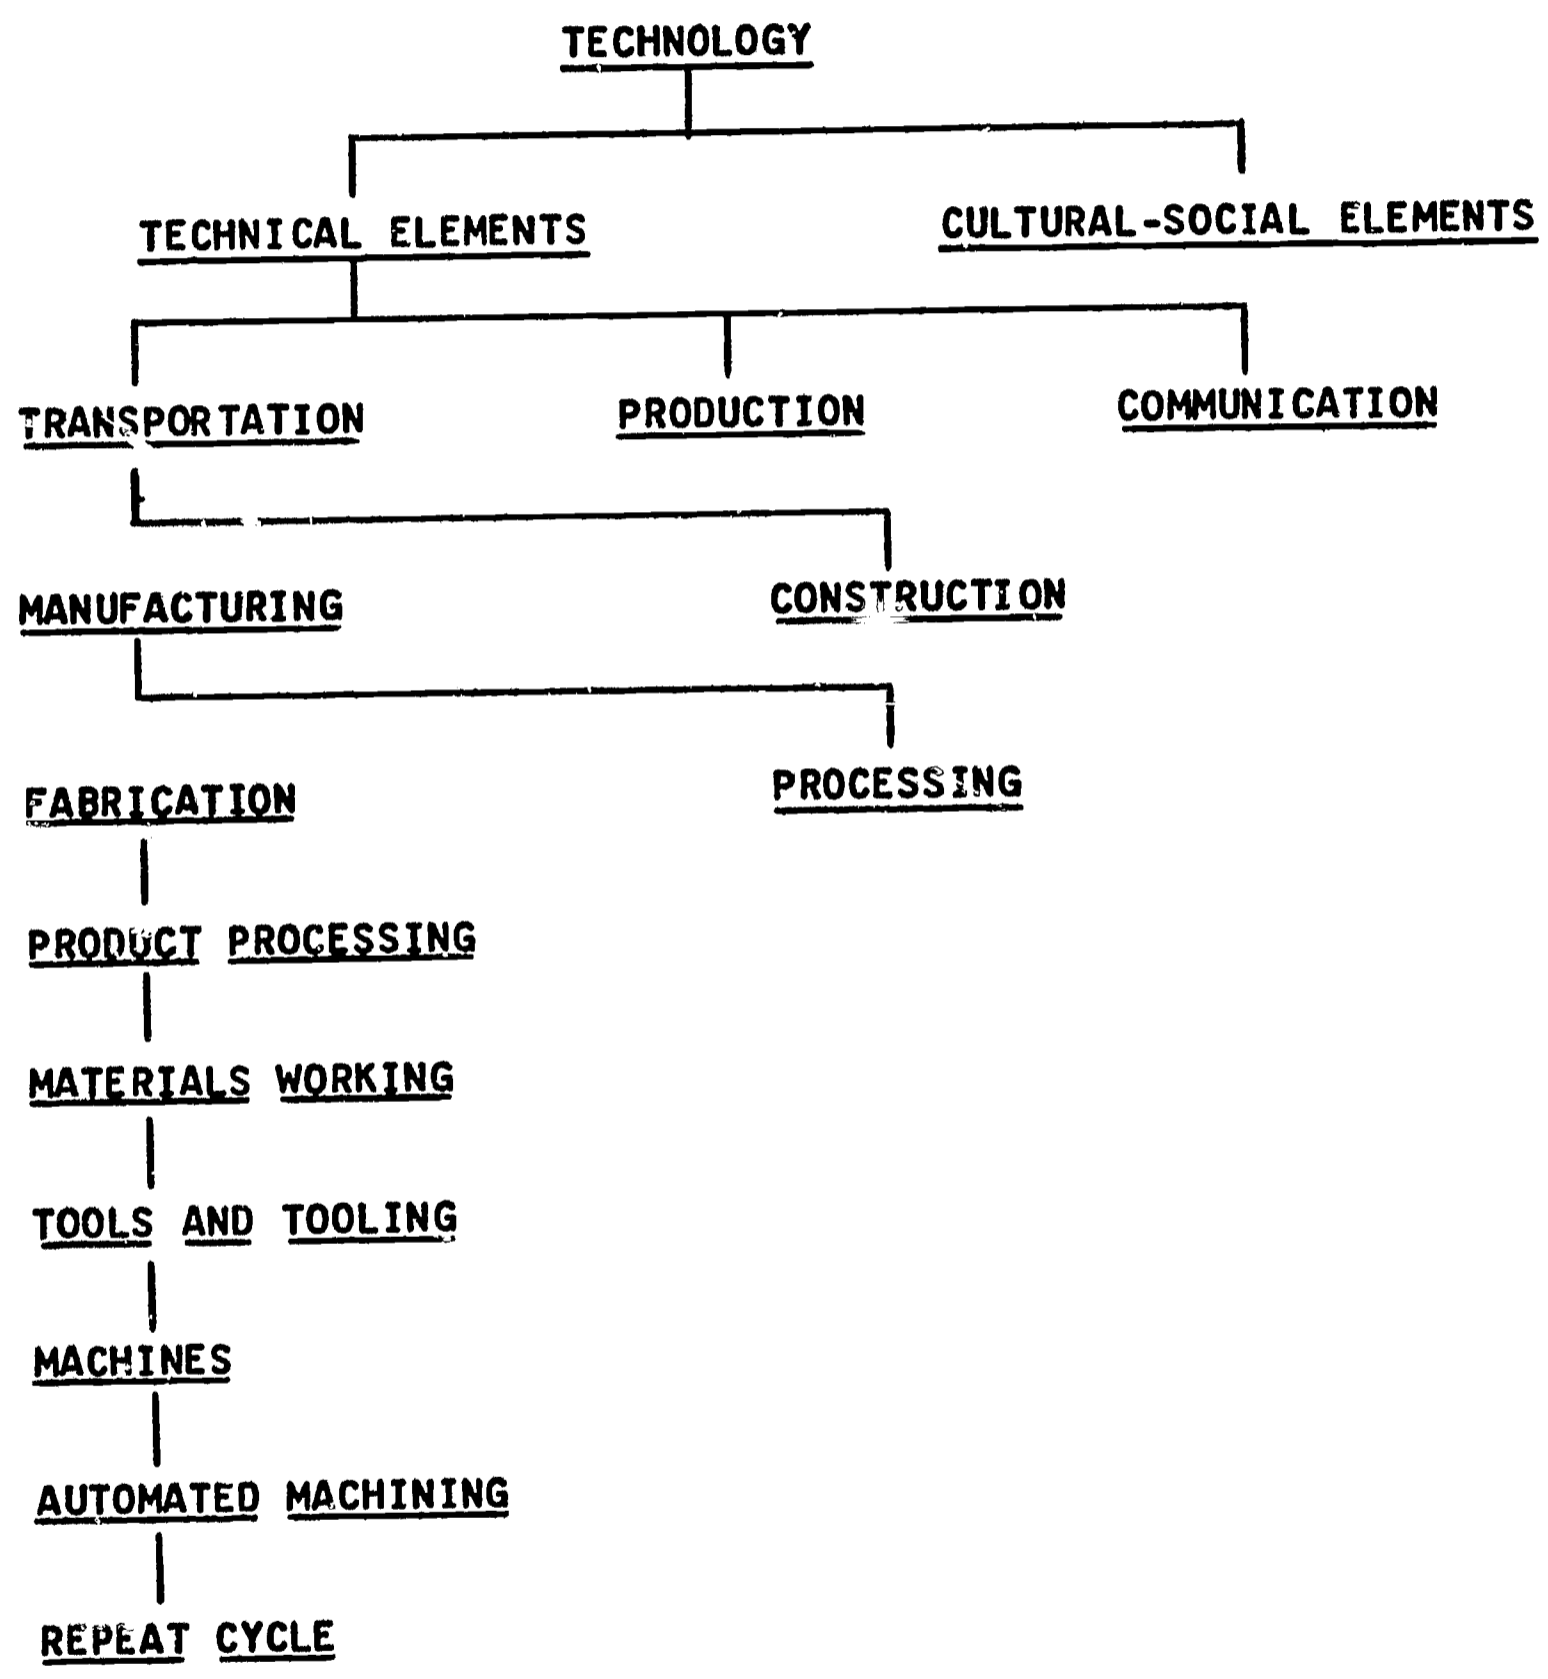 TECHNOLOGY
TECHNICAL ELEMENTS
CULTURAL-SOCIAL ELEMENTS
TRANSPORTATION
PRODUCTION
COMMUNICATION
MANUFACTURING
CONSTRUCTION
FABRICATION
PROCESSING
PRODUCT PROCESSING
MATERIALS WORKING
TOOLS AND TOOLING
MACHINES
AUTOMATED MACHINING
REPEAT CYCLE